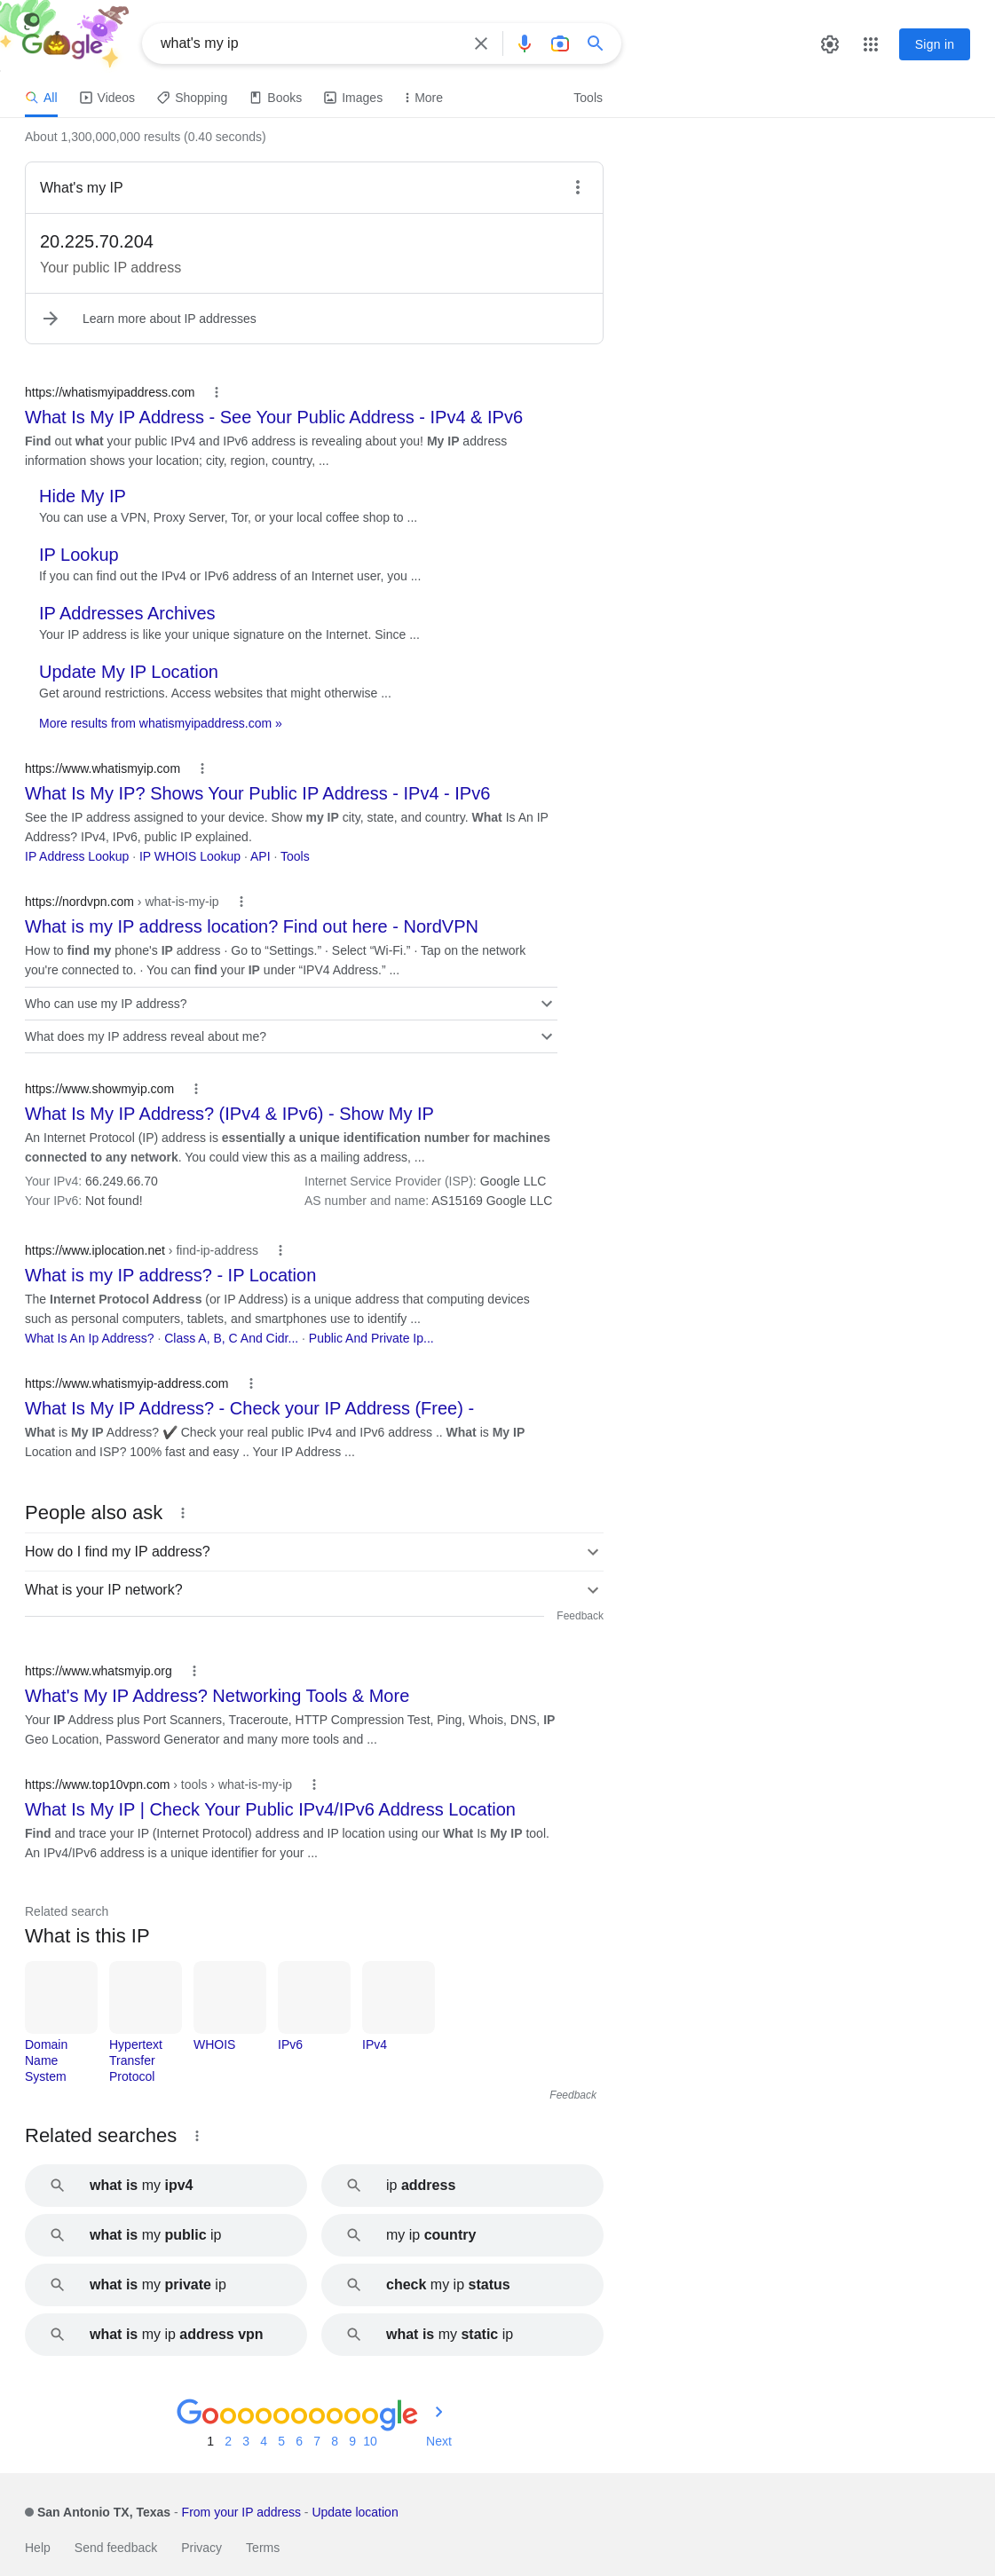 Google
what's my ip
Sign in
All Videos Shopping Books Images More Tools
About 1,300,000,000 results (0.40 seconds)
What's my IP
20.225.70.204
Your public IP address
Learn more about IP addresses
https://whatismyipaddress.com
What Is My IP Address - See Your Public Address - IPv4 & IPv6
Find out what your public IPv4 and IPv6 address is revealing about you! My IP address
information shows your location; city, region, country, ...
Hide My IP
You can use a VPN, Proxy Server, Tor, or your local coffee shop to ...
IP Lookup
If you can find out the IPv4 or IPv6 address of an Internet user, you ...
IP Addresses Archives
Your IP address is like your unique signature on the Internet. Since ...
Update My IP Location
Get around restrictions. Access websites that might otherwise ...
More results from whatismyipaddress.com »
https://www.whatismyip.com
What Is My IP? Shows Your Public IP Address - IPv4 - IPv6
See the IP address assigned to your device. Show my IP city, state, and country. What Is An IP
Address? IPv4, IPv6, public IP explained.
IP Address Lookup · IP WHOIS Lookup · API · Tools
https://nordvpn.com › what-is-my-ip
What is my IP address location? Find out here - NordVPN
How to find my phone's IP address · Go to “Settings.” · Select “Wi-Fi.” · Tap on the network
you're connected to. · You can find your IP under “IPV4 Address.” ...
Who can use my IP address?
What does my IP address reveal about me?
https://www.showmyip.com
What Is My IP Address? (IPv4 & IPv6) - Show My IP
An Internet Protocol (IP) address is essentially a unique identification number for machines
connected to any network. You could view this as a mailing address, ...
Your IPv4: 66.249.66.70 Internet Service Provider (ISP): Google LLC
Your IPv6: Not found! AS number and name: AS15169 Google LLC
https://www.iplocation.net › find-ip-address
What is my IP address? - IP Location
The Internet Protocol Address (or IP Address) is a unique address that computing devices
such as personal computers, tablets, and smartphones use to identify ...
What Is An Ip Address? · Class A, B, C And Cidr... · Public And Private Ip...
https://www.whatismyip-address.com
What Is My IP Address? - Check your IP Address (Free) -
What is My IP Address? ✔ Check your real public IPv4 and IPv6 address .. What is My IP
Location and ISP? 100% fast and easy .. Your IP Address ...
People also ask
How do I find my IP address?
What is your IP network?
Feedback
https://www.whatsmyip.org
What's My IP Address? Networking Tools & More
Your IP Address plus Port Scanners, Traceroute, HTTP Compression Test, Ping, Whois, DNS, IP
Geo Location, Password Generator and many more tools and ...
https://www.top10vpn.com › tools › what-is-my-ip
What Is My IP | Check Your Public IPv4/IPv6 Address Location
Find and trace your IP (Internet Protocol) address and IP location using our What Is My IP tool.
An IPv4/IPv6 address is a unique identifier for your ...
Related search
What is this IP
Domain Hypertext WHOIS IPv6 IPv4
Name Transfer
System Protocol
Feedback
Related searches
what is my ipv4 ip address
what is my public ip my ip country
what is my private ip check my ip status
what is my ip address vpn what is my static ip
Goooooooooogle
1 2 3 4 5 6 7 8 9 10 Next
San Antonio TX, Texas - From your IP address - Update location
Help Send feedback Privacy Terms